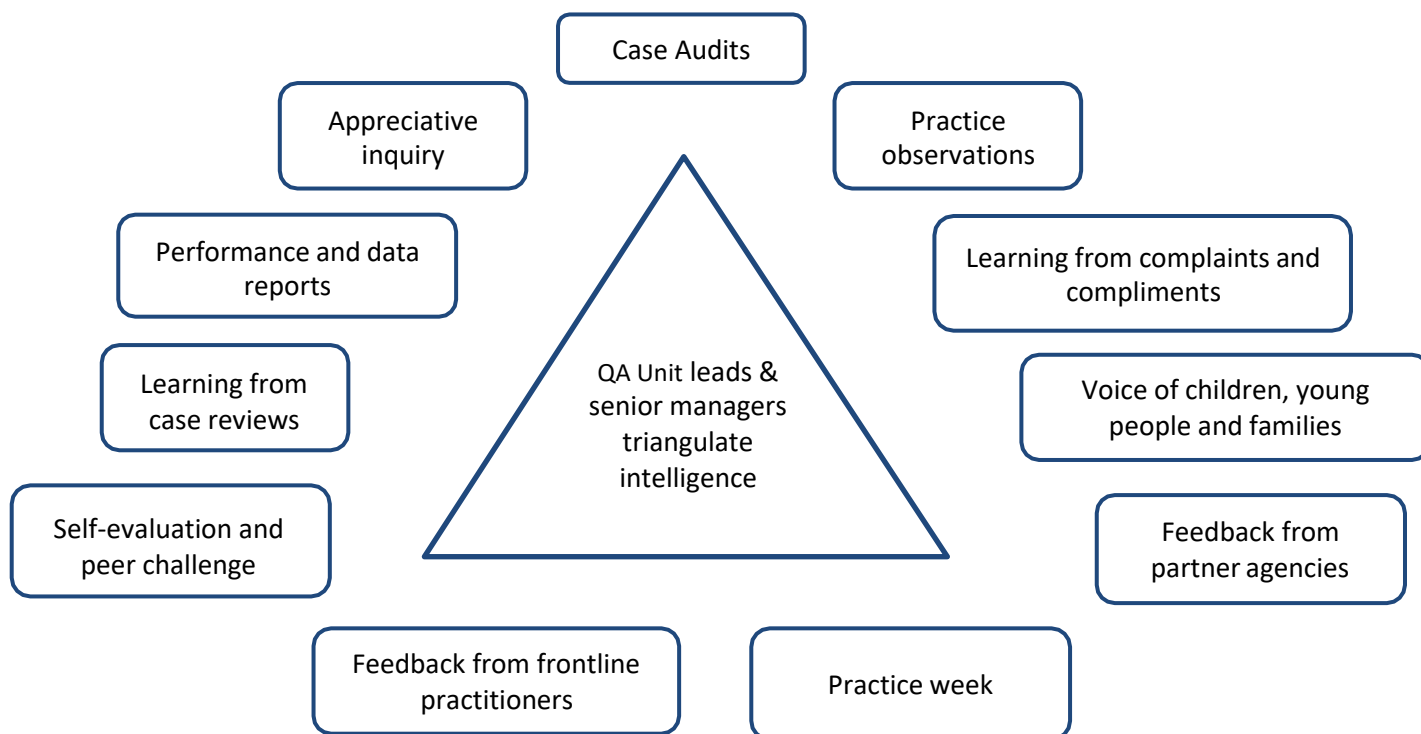 Case Audits
Appreciative
inquiry
Practice
observations
Performance and data
reports
Learning from complaints and
compliments
Learning from
case reviews
QA Unit leads &
senior managers
triangulate
intelligence
Voice of children, young
people and families
Self-evaluation and
peer challenge
Feedback from
partner agencies
Feedback from frontline
practitioners
Practice week